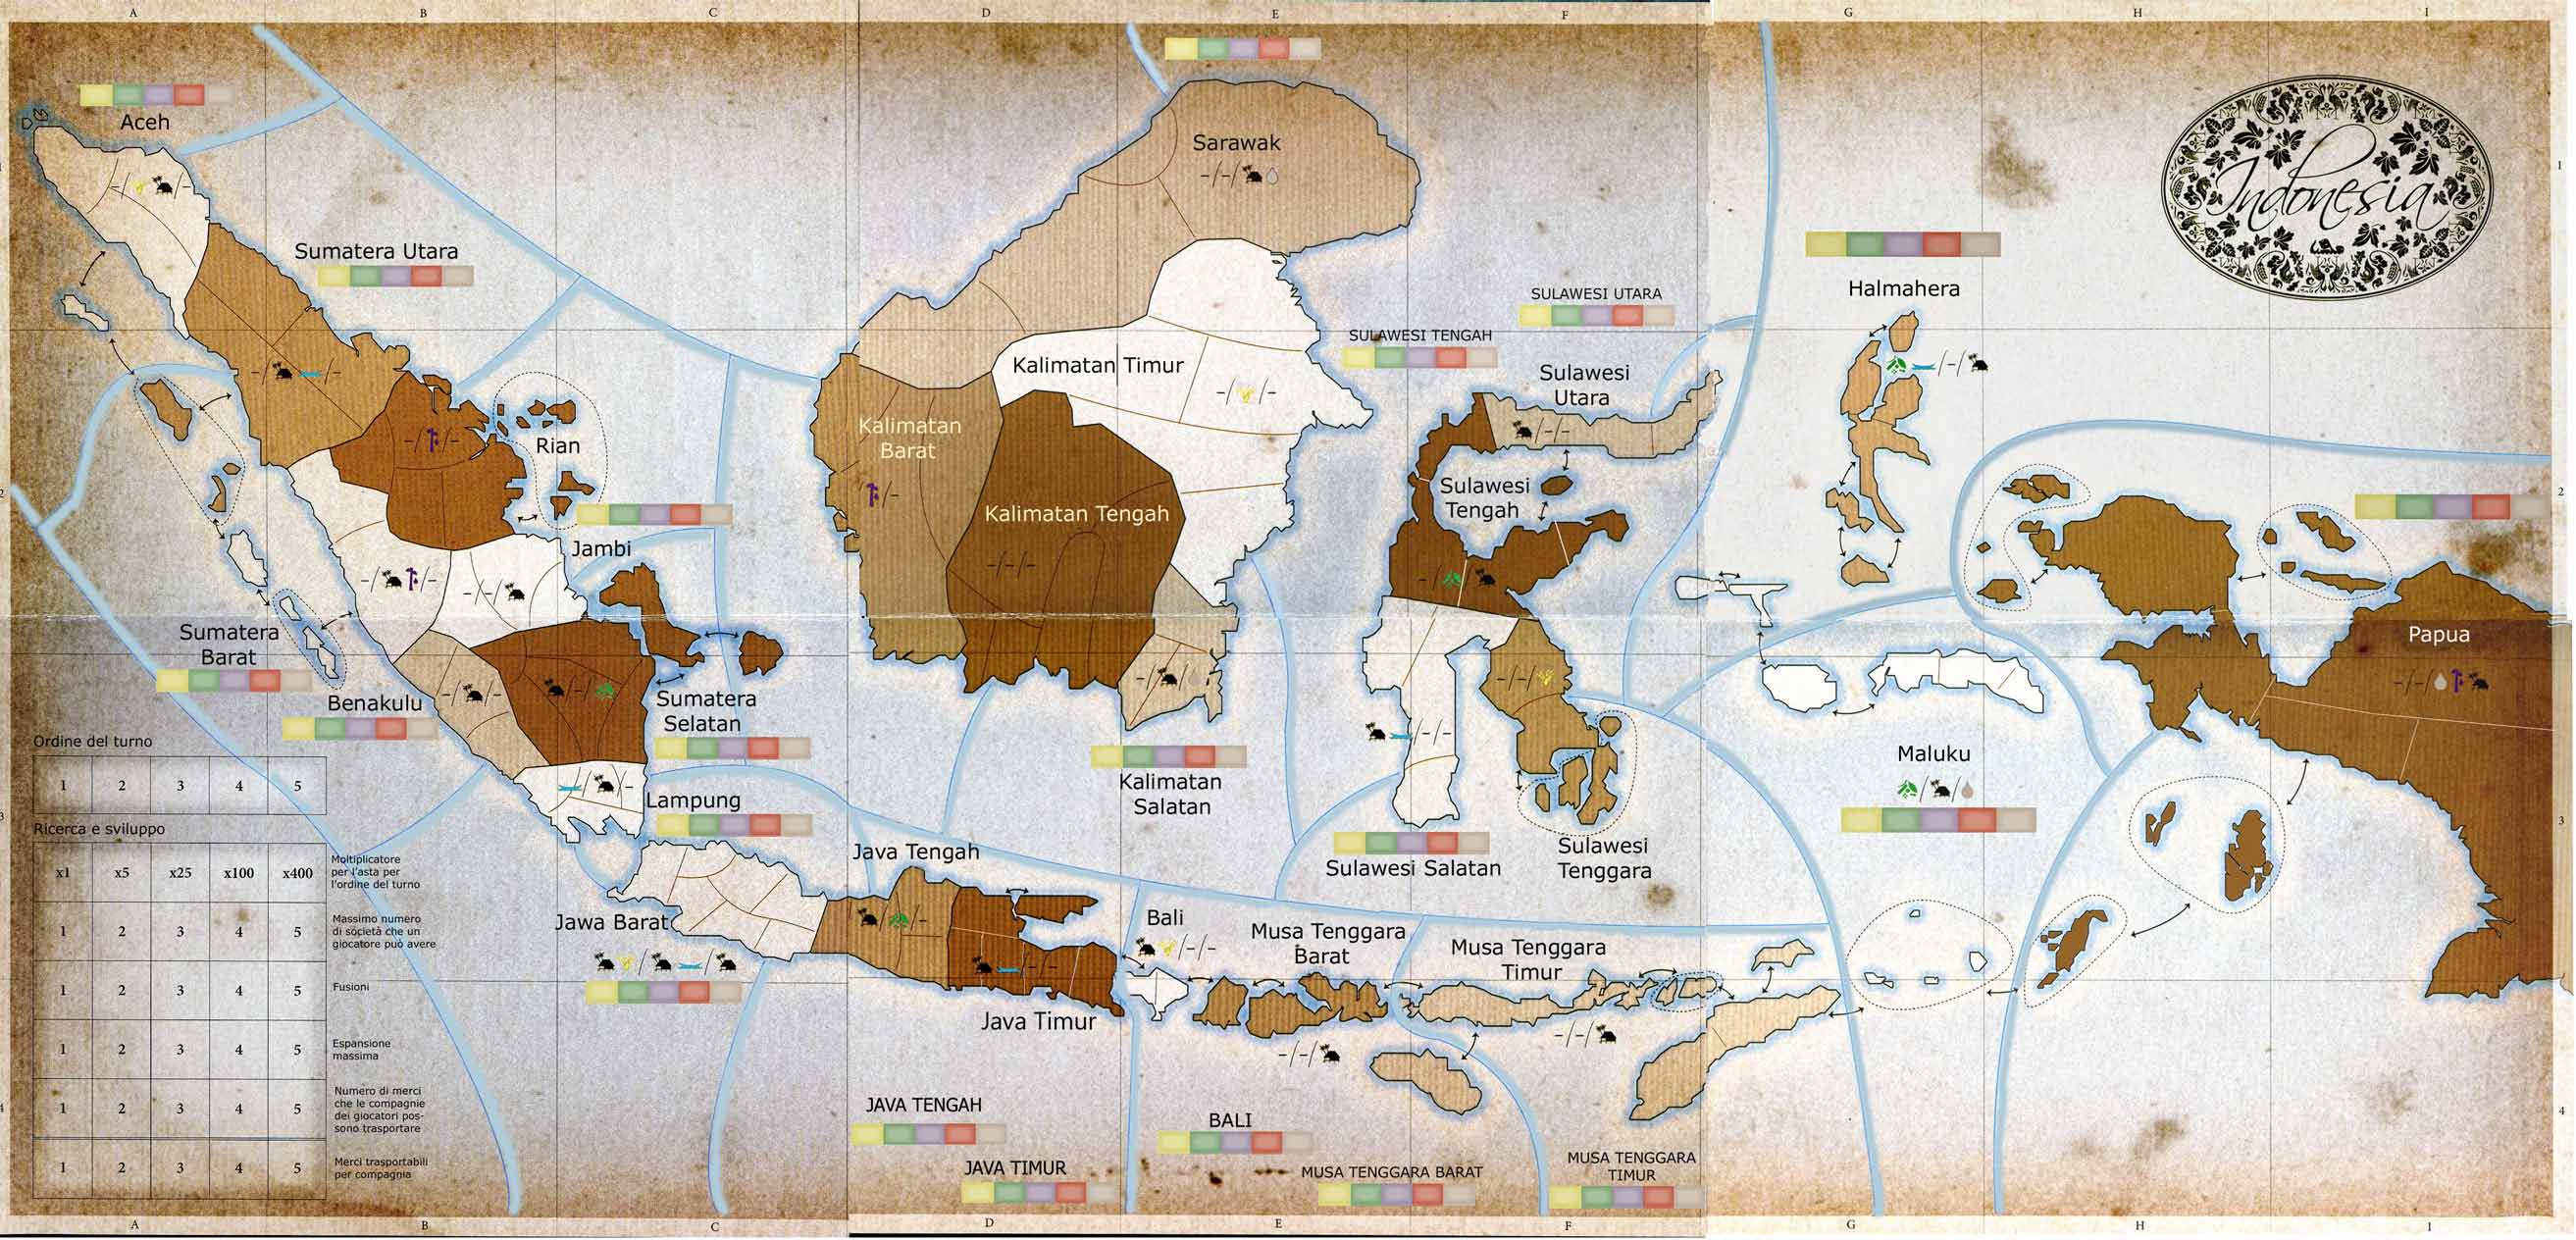 A B C D E F G H I
1
1
2
2
3
3
4
4
Aceh
-/-
Sumatera Utara
Rian
Jambi
Sumatera
Barat
Benakulu
Sumatera
Selatan
Lampung
Jawa Barat
Sarawak
-/-/
Kalimatan Timur
Kalimatan
Barat
Kalimatan Tengah
-/-/-
Kalimatan
Salatan
SULAWESI UTARA
SULAWESI TENGAH
Sulawesi
Utara
Sulawesi
Tengah
Sulawesi Salatan
Sulawesi
Tenggara
Halmahera
Indonesia
Papua
Maluku
Java Tengah
Java Timur
Bali
Musa Tenggara
Barat
Musa Tenggara
Timur
JAVA TENGAH
JAVA TIMUR
BALI
MUSA TENGGARA BARAT
MUSA TENGGARA
TIMUR
Ordine del turno
1 2 3 4 5
Ricerca e sviluppo
x1 x5 x25 x100 x400
Moltiplicatore
per l'asta per
l'ordine del turno
1 2 3 4 5
Massimo numero
di società che un
giocatore può avere
1 2 3 4 5
Fusioni
1 2 3 4 5
Espansione
massima
1 2 3 4 5
Numero di merci
che le compagnie
dei giocatori pos-
sono trasportare
1 2 3 4 5
Merci trasportabili
per compagnia
A B C D E F G H I